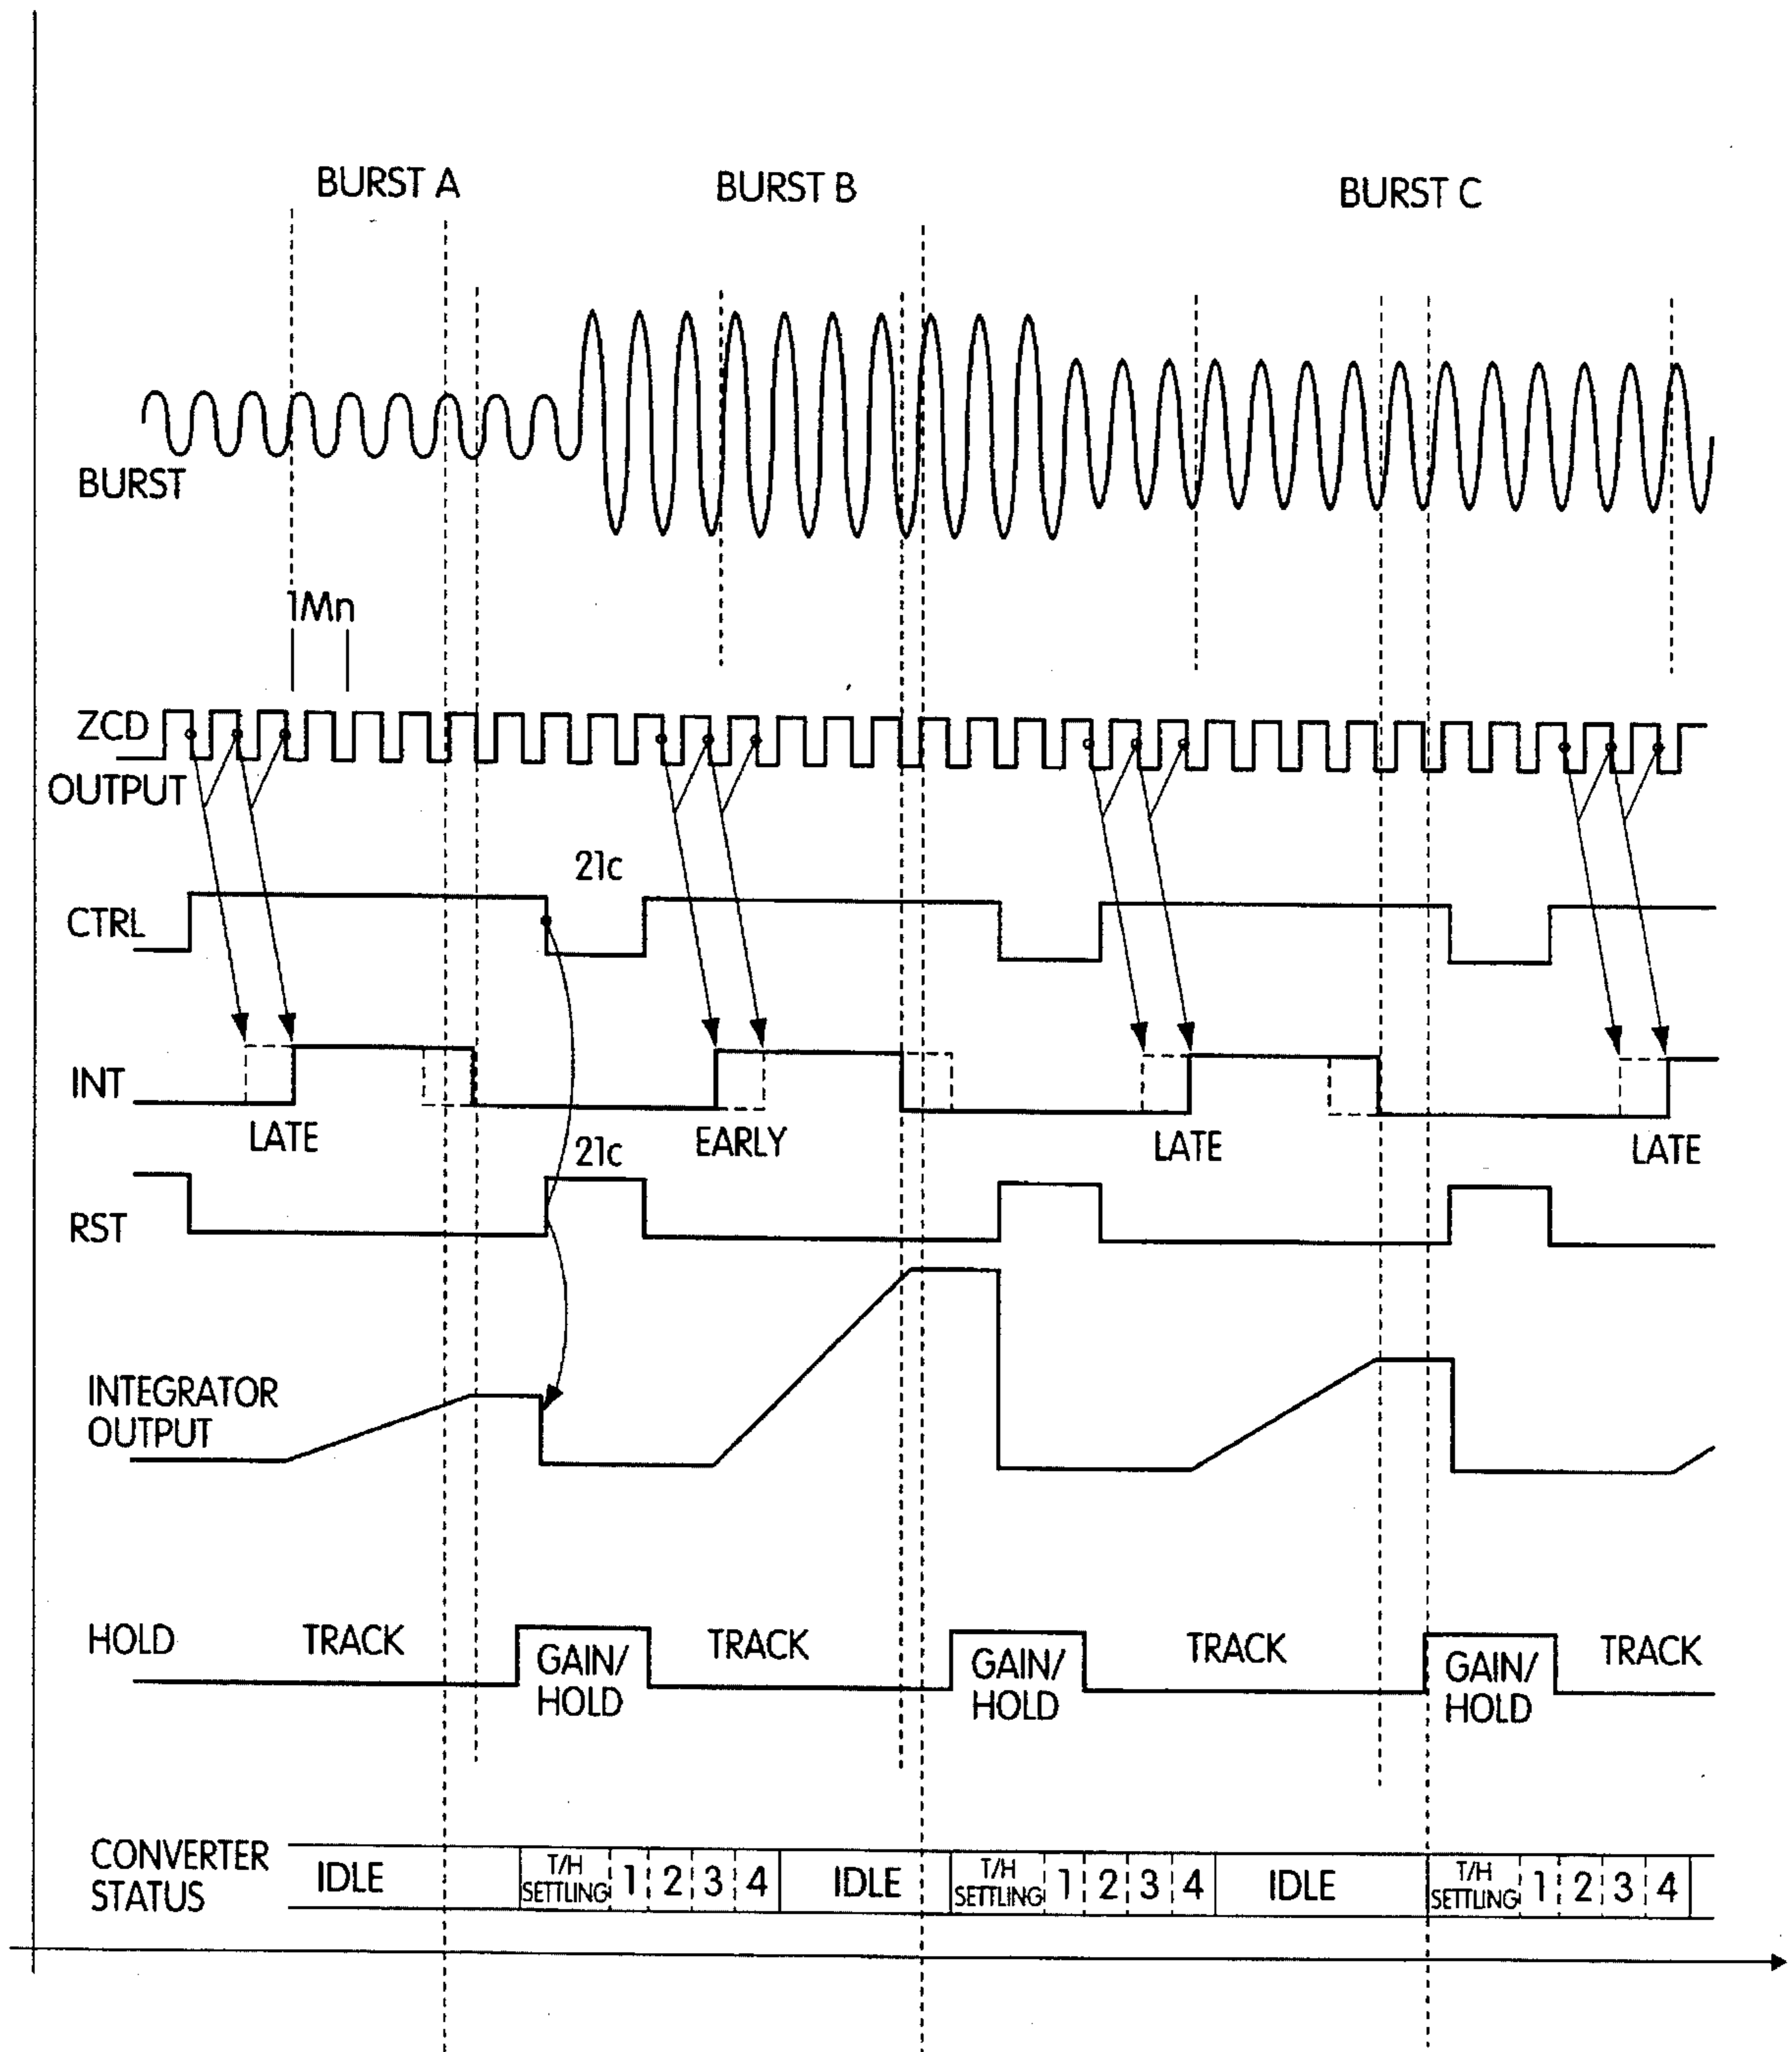 BURST A
BURST B
BURST C
BURST
1Mn
ZCD
OUTPUT
21c
CTRL
INT
LATE
EARLY
LATE
LATE
21c
RST
INTEGRATOR
OUTPUT
HOLD
TRACK
GAIN/
HOLD
TRACK
GAIN/
HOLD
TRACK
GAIN/
HOLD
TRACK
CONVERTER
STATUS
IDLE
T/H
SETTLING
1 2 3 4
IDLE
T/H
SETTLING
1 2 3 4
IDLE
T/H
SETTLING
1 2 3 4